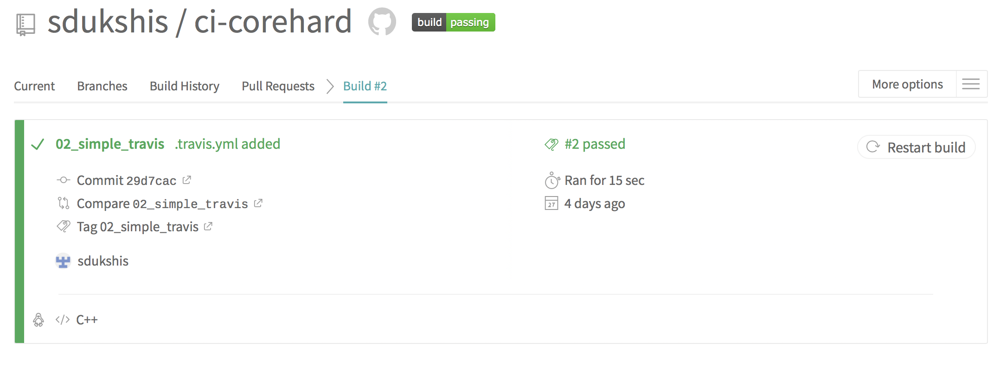 sdukshis / ci-corehard build passing
Current Branches Build History Pull Requests Build #2 More options
02_simple_travis .travis.yml added #2 passed Restart build
Commit 29d7cac Ran for 15 sec
Compare 02_simple_travis 27 4 days ago
Tag 02_simple_travis
sdukshis
</> C++